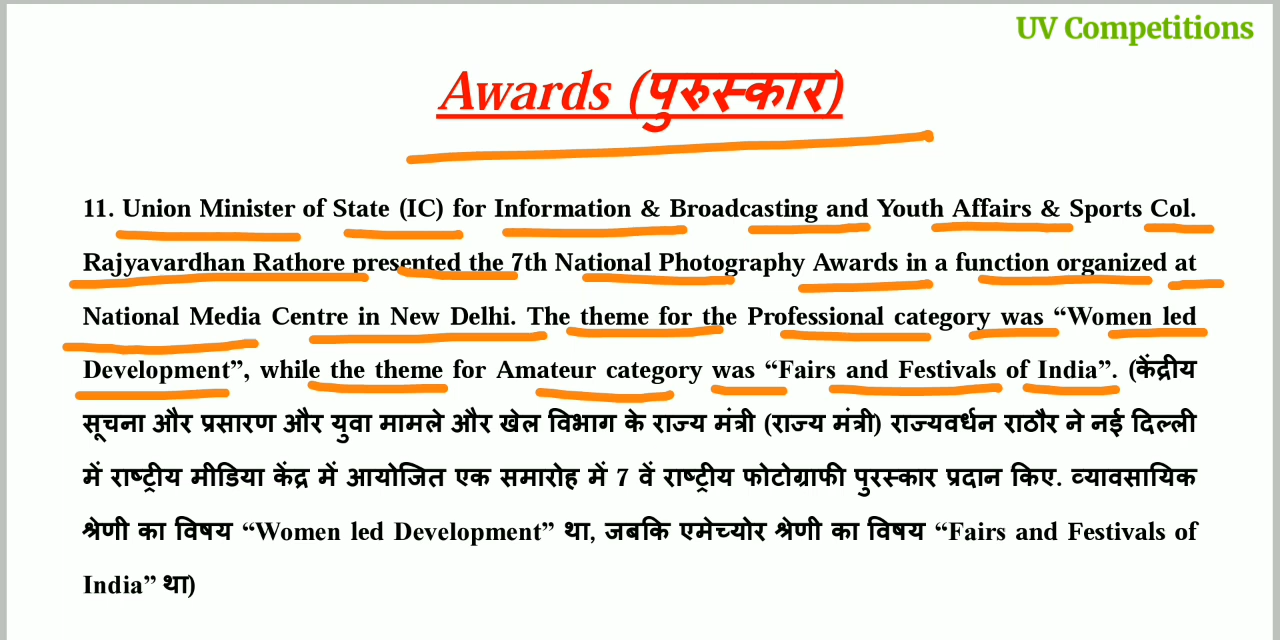 UV Competitions
Awards (पुरुस्कार)
11. Union Minister of State (IC) for Information & Broadcasting and Youth Affairs & Sports Col.
Rajyavardhan Rathore presented the 7th National Photography Awards in a function organized at
National Media Centre in New Delhi. The theme for the Professional category was “Women led
Development”, while the theme for Amateur category was “Fairs and Festivals of India”. (केंद्रीय
सूचना और प्रसारण और युवा मामले और खेल विभाग के राज्य मंत्री (राज्य मंत्री) राज्यवर्धन राठौर ने नई दिल्ली
में राष्ट्रीय मीडिया केंद्र में आयोजित एक समारोह में 7 वें राष्ट्रीय फोटोग्राफी पुरस्कार प्रदान किए. व्यावसायिक
श्रेणी का विषय “Women led Development” था, जबकि एमेच्योर श्रेणी का विषय “Fairs and Festivals of
India” था)